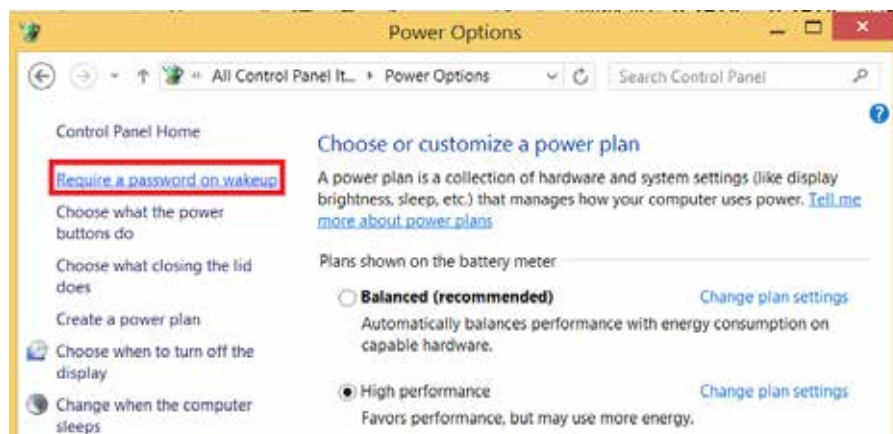 Power Options
All Control Panel It... Power Options
Search Control Panel
Control Panel Home
Require a password on wakeup
Choose what the power
buttons do
Choose what closing the lid
does
Create a power plan
Choose when to turn off the
display
Change when the computer
sleeps
Choose or customize a power plan
A power plan is a collection of hardware and system settings (like display
brightness, sleep, etc.) that manages how your computer uses power. Tell me
more about power plans
Plans shown on the battery meter
Balanced (recommended) Change plan settings
Automatically balances performance with energy consumption on
capable hardware.
High performance Change plan settings
Favors performance, but may use more energy.